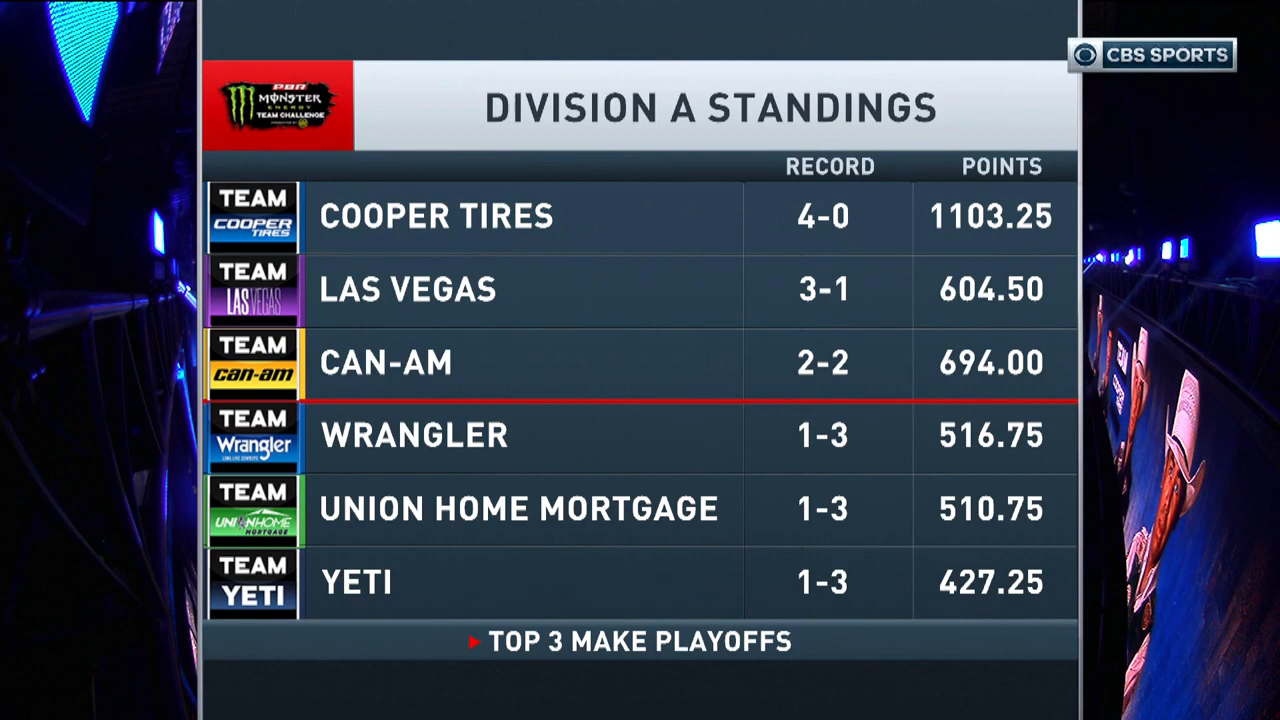 CBS SPORTS
PBR
MONSTER
ENERGY
TEAM CHALLENGE
DIVISION A STANDINGS
RECORD POINTS
TEAM COOPER TIRES COOPER TIRES 4-0 1103.25
TEAM LAS VEGAS LAS VEGAS 3-1 604.50
TEAM can-am CAN-AM 2-2 694.00
TEAM Wrangler WRANGLER 1-3 516.75
TEAM UNION HOME MORTGAGE UNION HOME MORTGAGE 1-3 510.75
TEAM YETI YETI 1-3 427.25
TOP 3 MAKE PLAYOFFS